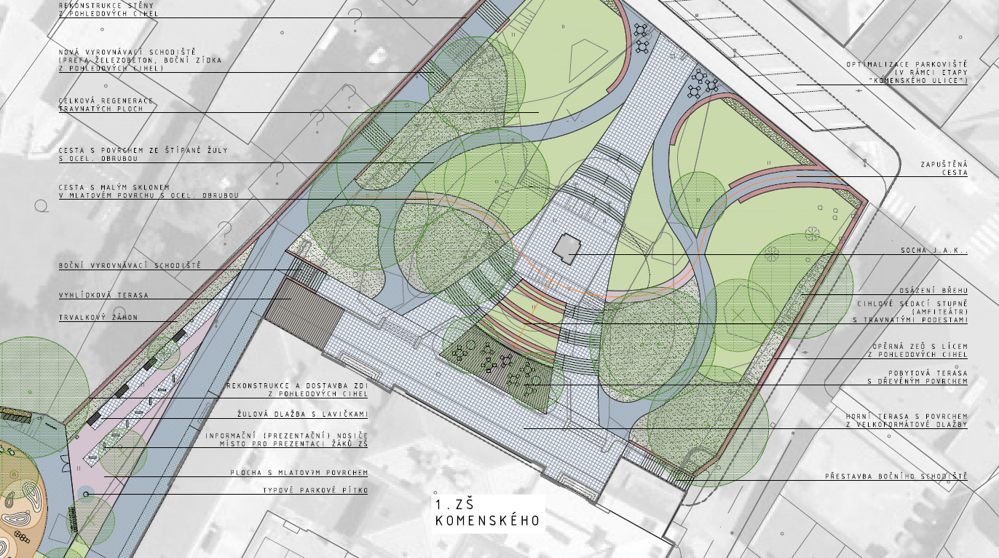 REKONSTRUKCE STĚNY
Z POHLEDOVÝCH CIHEL
NOVÁ VYROVNÁVACÍ SCHODIŠTĚ
(PREFA ŽELEZOBETON, BOČNÍ ZÍDKA
Z POHLEDOVÝCH CIHEL)
CELKOVÁ REGENERACE
TRAVNATÝCH PLOCH
CESTA S POVRCHEM ZE ŠTÍPANÉ ŽULY
S OCEL. OBRUBOU
CESTA S MALÝM SKLONEM
V MLATOVÉM POVRCHU S OCEL. OBRUBOU
BOČNÍ VYROVNÁVACÍ SCHODIŠTĚ
VYHLÍDKOVÁ TERASA
TRVALKOVÝ ZÁHON
REKONSTRUKCE A DOSTAVBA ZDI
Z POHLEDOVÝCH CIHEL
ŽULOVÁ DLAŽBA S LAVIČKAMI
INFORMAČNÍ (PREZENTAČNÍ) NOSIČE
MÍSTO PRO PREZENTACI ŽÁKŮ ZŠ
PLOCHA S MLATOVÝM POVRCHEM
TYPOVÉ PARKOVÉ PÍTKO
1.ZŠ
KOMENSKÉHO
OPTIMALIZACE PARKOVIŠTĚ
(V RÁMCI ETAPY
"KOMENSKÉHO ULICE")
ZAPUŠTĚNÁ
CESTA
SOCHA J.A.K..
OSÁZENÍ BŘEHU
CIHLOVÉ SEDACÍ STUPNĚ
(AMFITEÁTR)
S TRAVNATÝMI PODESTAMI
OPĚRNÁ ZEĎ S LÍCEM
Z POHLEDOVÝCH CIHEL
POBYTOVÁ TERASA
S DŘEVĚNÝM POVRCHEM
HORNÍ TERASA S POVRCHEM
Z VELKOFORMÁTOVÉ DLAŽBY
PŘESTAVBA BOČNÍHO SCHODIŠTĚ